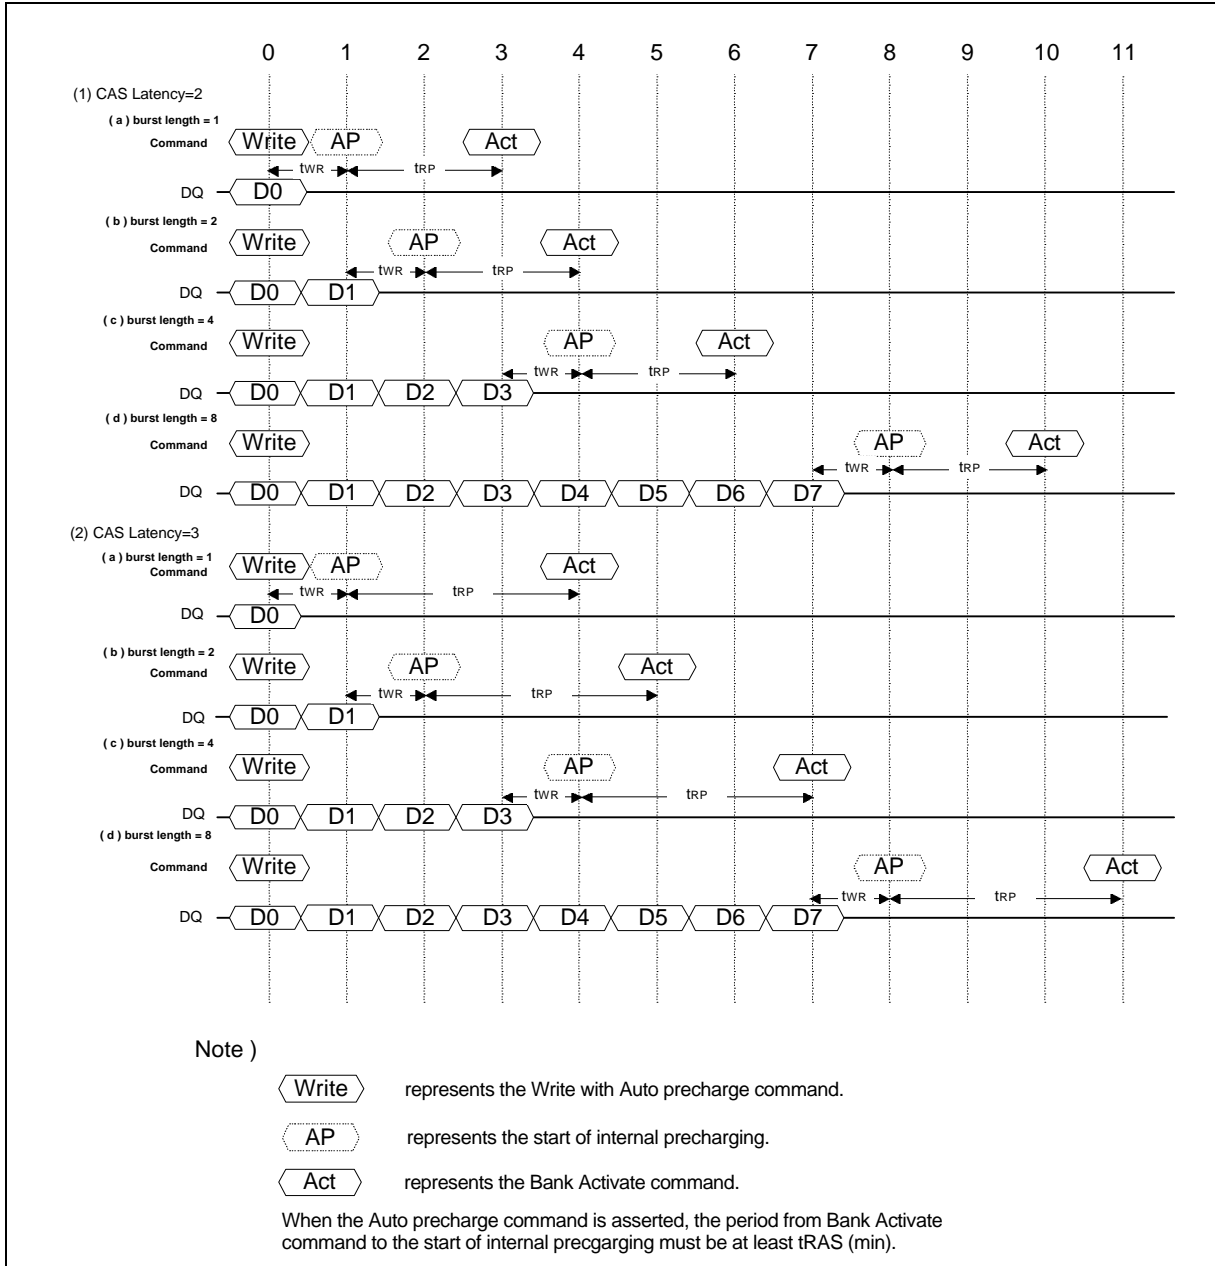 0 1 2 3 4 5 6 7 8 9 10 11
(1) CAS Latency=2
( a ) burst length = 1
Command Write AP Act
tWR tRP
DQ D0
( b ) burst length = 2
Command Write AP Act
tWR tRP
DQ D0 D1
( c ) burst length = 4
Command Write AP Act
tWR tRP
DQ D0 D1 D2 D3
( d ) burst length = 8
Command Write AP Act
tWR tRP
DQ D0 D1 D2 D3 D4 D5 D6 D7
(2) CAS Latency=3
( a ) burst length = 1
Command Write AP Act
tWR tRP
DQ D0
( b ) burst length = 2
Command Write AP Act
tWR tRP
DQ D0 D1
( c ) burst length = 4
Command Write AP Act
tWR tRP
DQ D0 D1 D2 D3
( d ) burst length = 8
Command Write AP Act
tWR tRP
DQ D0 D1 D2 D3 D4 D5 D6 D7
Note )
Write represents the Write with Auto precharge command.
AP represents the start of internal precharging.
Act represents the Bank Activate command.
When the Auto precharge command is asserted, the period from Bank Activate
command to the start of internal precgarging must be at least tRAS (min).